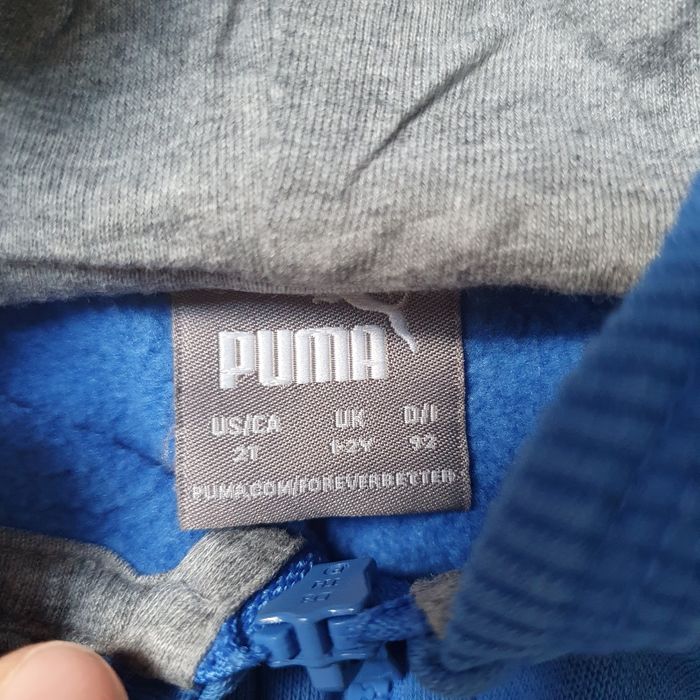 PUMA
US/CA UK D/I
2T 1-2Y 92
PUMA.COM/FOREVERBETTER